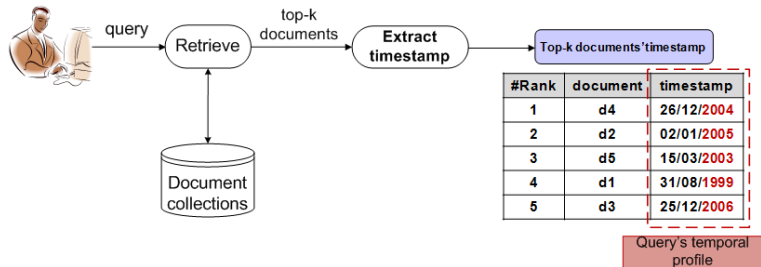 query
Retrieve
top-k
documents
Extract
timestamp
Top-k documents'timestamp
Document
collections
#Rank document timestamp
1 d4 26/12/2004
2 d2 02/01/2005
3 d5 15/03/2003
4 d1 31/08/1999
5 d3 25/12/2006
Query's temporal
profile